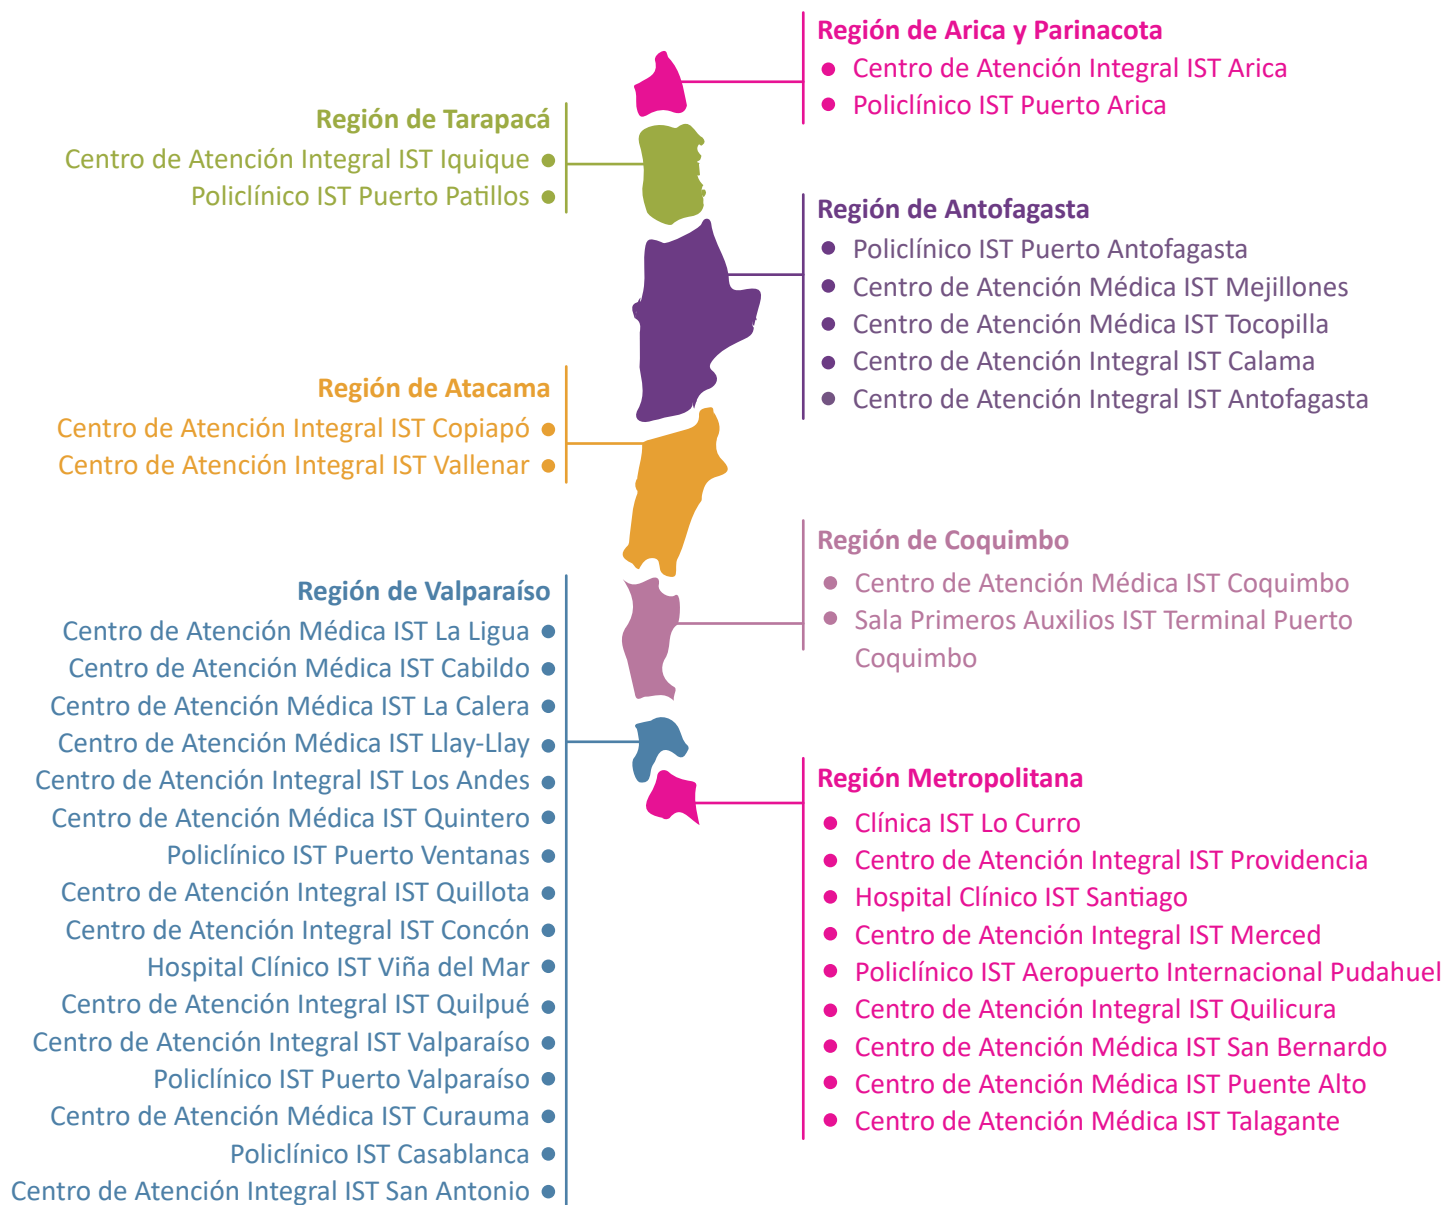 Región de Arica y Parinacota
Centro de Atención Integral IST Arica
Policlínico IST Puerto Arica
Región de Tarapacá
Centro de Atención Integral IST Iquique
Policlínico IST Puerto Patillos
Región de Antofagasta
Policlínico IST Puerto Antofagasta
Centro de Atención Médica IST Mejillones
Centro de Atención Médica IST Tocopilla
Centro de Atención Integral IST Calama
Centro de Atención Integral IST Antofagasta
Región de Atacama
Centro de Atención Integral IST Copiapó
Centro de Atención Integral IST Vallenar
Región de Coquimbo
Centro de Atención Médica IST Coquimbo
Sala Primeros Auxilios IST Terminal Puerto
Coquimbo
Región de Valparaíso
Centro de Atención Médica IST La Ligua
Centro de Atención Médica IST Cabildo
Centro de Atención Médica IST La Calera
Centro de Atención Médica IST Llay-Llay
Centro de Atención Integral IST Los Andes
Centro de Atención Médica IST Quintero
Policlínico IST Puerto Ventanas
Centro de Atención Integral IST Quillota
Centro de Atención Integral IST Concón
Hospital Clínico IST Viña del Mar
Centro de Atención Integral IST Quilpué
Centro de Atención Integral IST Valparaíso
Policlínico IST Puerto Valparaíso
Centro de Atención Médica IST Curauma
Policlínico IST Casablanca
Centro de Atención Integral IST San Antonio
Región Metropolitana
Clínica IST Lo Curro
Centro de Atención Integral IST Providencia
Hospital Clínico IST Santiago
Centro de Atención Integral IST Merced
Policlínico IST Aeropuerto Internacional Pudahuel
Centro de Atención Integral IST Quilicura
Centro de Atención Médica IST San Bernardo
Centro de Atención Médica IST Puente Alto
Centro de Atención Médica IST Talagante